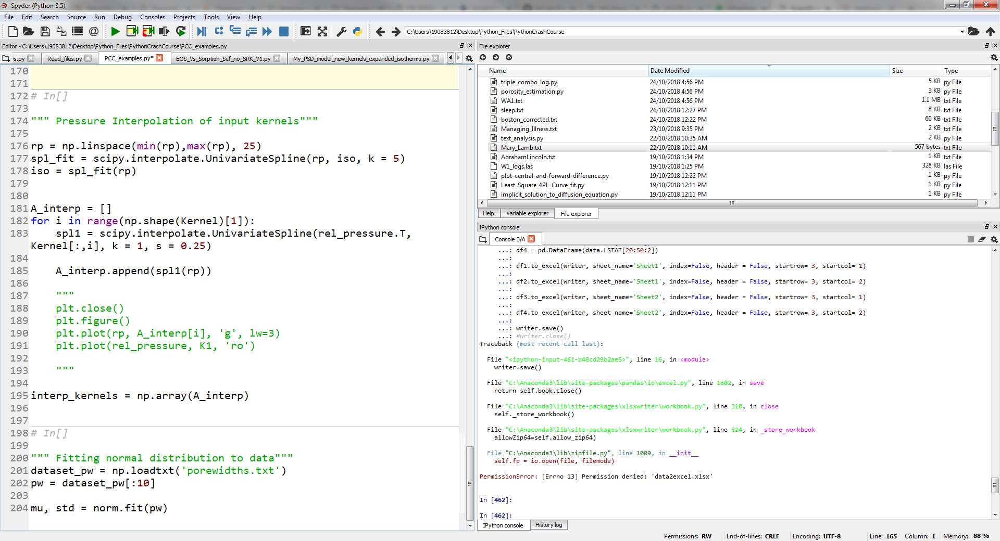 Spyder (Python 3.5)
File Edit Search Source Run Debug Consoles Projects Tools View Help
C:\Users\19083812\Desktop\Python_Files\PythonCrashCourse
Editor - C:\Users\19083812\Desktop\Python_Files\PythonCrashCourse\PCC_examples.py
is.py Read_files.py PCC_examples.py* EOS_Vs_Sorption_Scf_no_SRK_V1.py My_PSD_model_new_kernels_expanded_isotherms.py
170
171
172 # In[]
173
174 """ Pressure Interpolation of input kernels"""
175
176 rp = np.linspace(min(rp),max(rp), 25)
177 spl_fit = scipy.interpolate.UnivariateSpline(rp, iso, k = 5)
178 iso = spl_fit(rp)
179
180
181 A_interp = []
182 for i in range(np.shape(Kernel)[1]):
183     spl1 = scipy.interpolate.UnivariateSpline(rel_pressure.T,
Kernel[:,i], k = 1, s = 0.25)
184
185     A_interp.append(spl1(rp))
186
187     """
188     plt.close()
189     plt.figure()
190     plt.plot(rp, A_interp[i], 'g', lw=3)
191     plt.plot(rel_pressure, K1, 'ro')
192
193     """
194
195 interp_kernels = np.array(A_interp)
196
197
198 # In[]
199
200 """ Fitting normal distribution to data"""
201 dataset_pw = np.loadtxt('porewidths.txt')
202 pw = dataset_pw[:10]
203
204 mu, std = norm.fit(pw)
File explorer
Name Date Modified Size Type
triple_combo_log.py 24/10/2018 4:56 PM 5 KB py File
porosity_estimation.py 24/10/2018 4:56 PM 3 KB py File
WA1.txt 24/10/2018 4:56 PM 1.1 MB txt File
sleep.txt 24/10/2018 12:27 PM 8 KB txt File
boston_corrected.txt 24/10/2018 12:22 PM 60 KB txt File
Managing_Illness.txt 23/10/2018 9:35 PM 2 KB txt File
text_analysis.py 22/10/2018 10:35 AM 2 KB py File
Mary_Lamb.txt 22/10/2018 10:11 AM 567 bytes txt File
AbrahamLincoln.txt 19/10/2018 1:34 PM 1 KB txt File
W1_logs.las 19/10/2018 1:25 PM 328 KB las File
plot-central-and-forward-difference.py 19/10/2018 12:22 PM 1 KB py File
Least_Square_4PL_Curve_fit.py 19/10/2018 12:11 PM 1 KB py File
implicit_solution_to_diffusion_equation.py 19/10/2018 12:11 PM 1 KB py File
Help Variable explorer File explorer
IPython console
Console 3/A
...: df4 = pd.DataFrame(data.LSTAT[20:50:2])
...:
...: df1.to_excel(writer, sheet_name='Sheet1', index=False, header = False, startrow= 3, startcol= 1)
...:
...: df2.to_excel(writer, sheet_name='Sheet1', index=False, header = False, startrow= 3, startcol= 2)
...:
...: df3.to_excel(writer, sheet_name='Sheet2', index=False, header = False, startrow= 3, startcol= 1)
...:
...: df4.to_excel(writer, sheet_name='Sheet2', index=False, header = False, startrow= 3, startcol= 2)
...:
...: writer.save()
...: #writer.close()
Traceback (most recent call last):
File "<ipython-input-461-b48cd29b2ae5>", line 16, in <module>
writer.save()
File "C:\Anaconda3\lib\site-packages\pandas\io\excel.py", line 1602, in save
return self.book.close()
File "C:\Anaconda3\lib\site-packages\xlsxwriter\workbook.py", line 310, in close
self._store_workbook()
File "C:\Anaconda3\lib\site-packages\xlsxwriter\workbook.py", line 624, in _store_workbook
allowZip64=self.allow_zip64)
File "C:\Anaconda3\lib\zipfile.py", line 1009, in __init__
self.fp = io.open(file, filemode)
PermissionError: [Errno 13] Permission denied: 'data2excel.xlsx'
In [462]:
In [462]:
IPython console History log
Permissions: RW End-of-lines: CRLF Encoding: UTF-8 Line: 165 Column: 1 Memory: 88 %